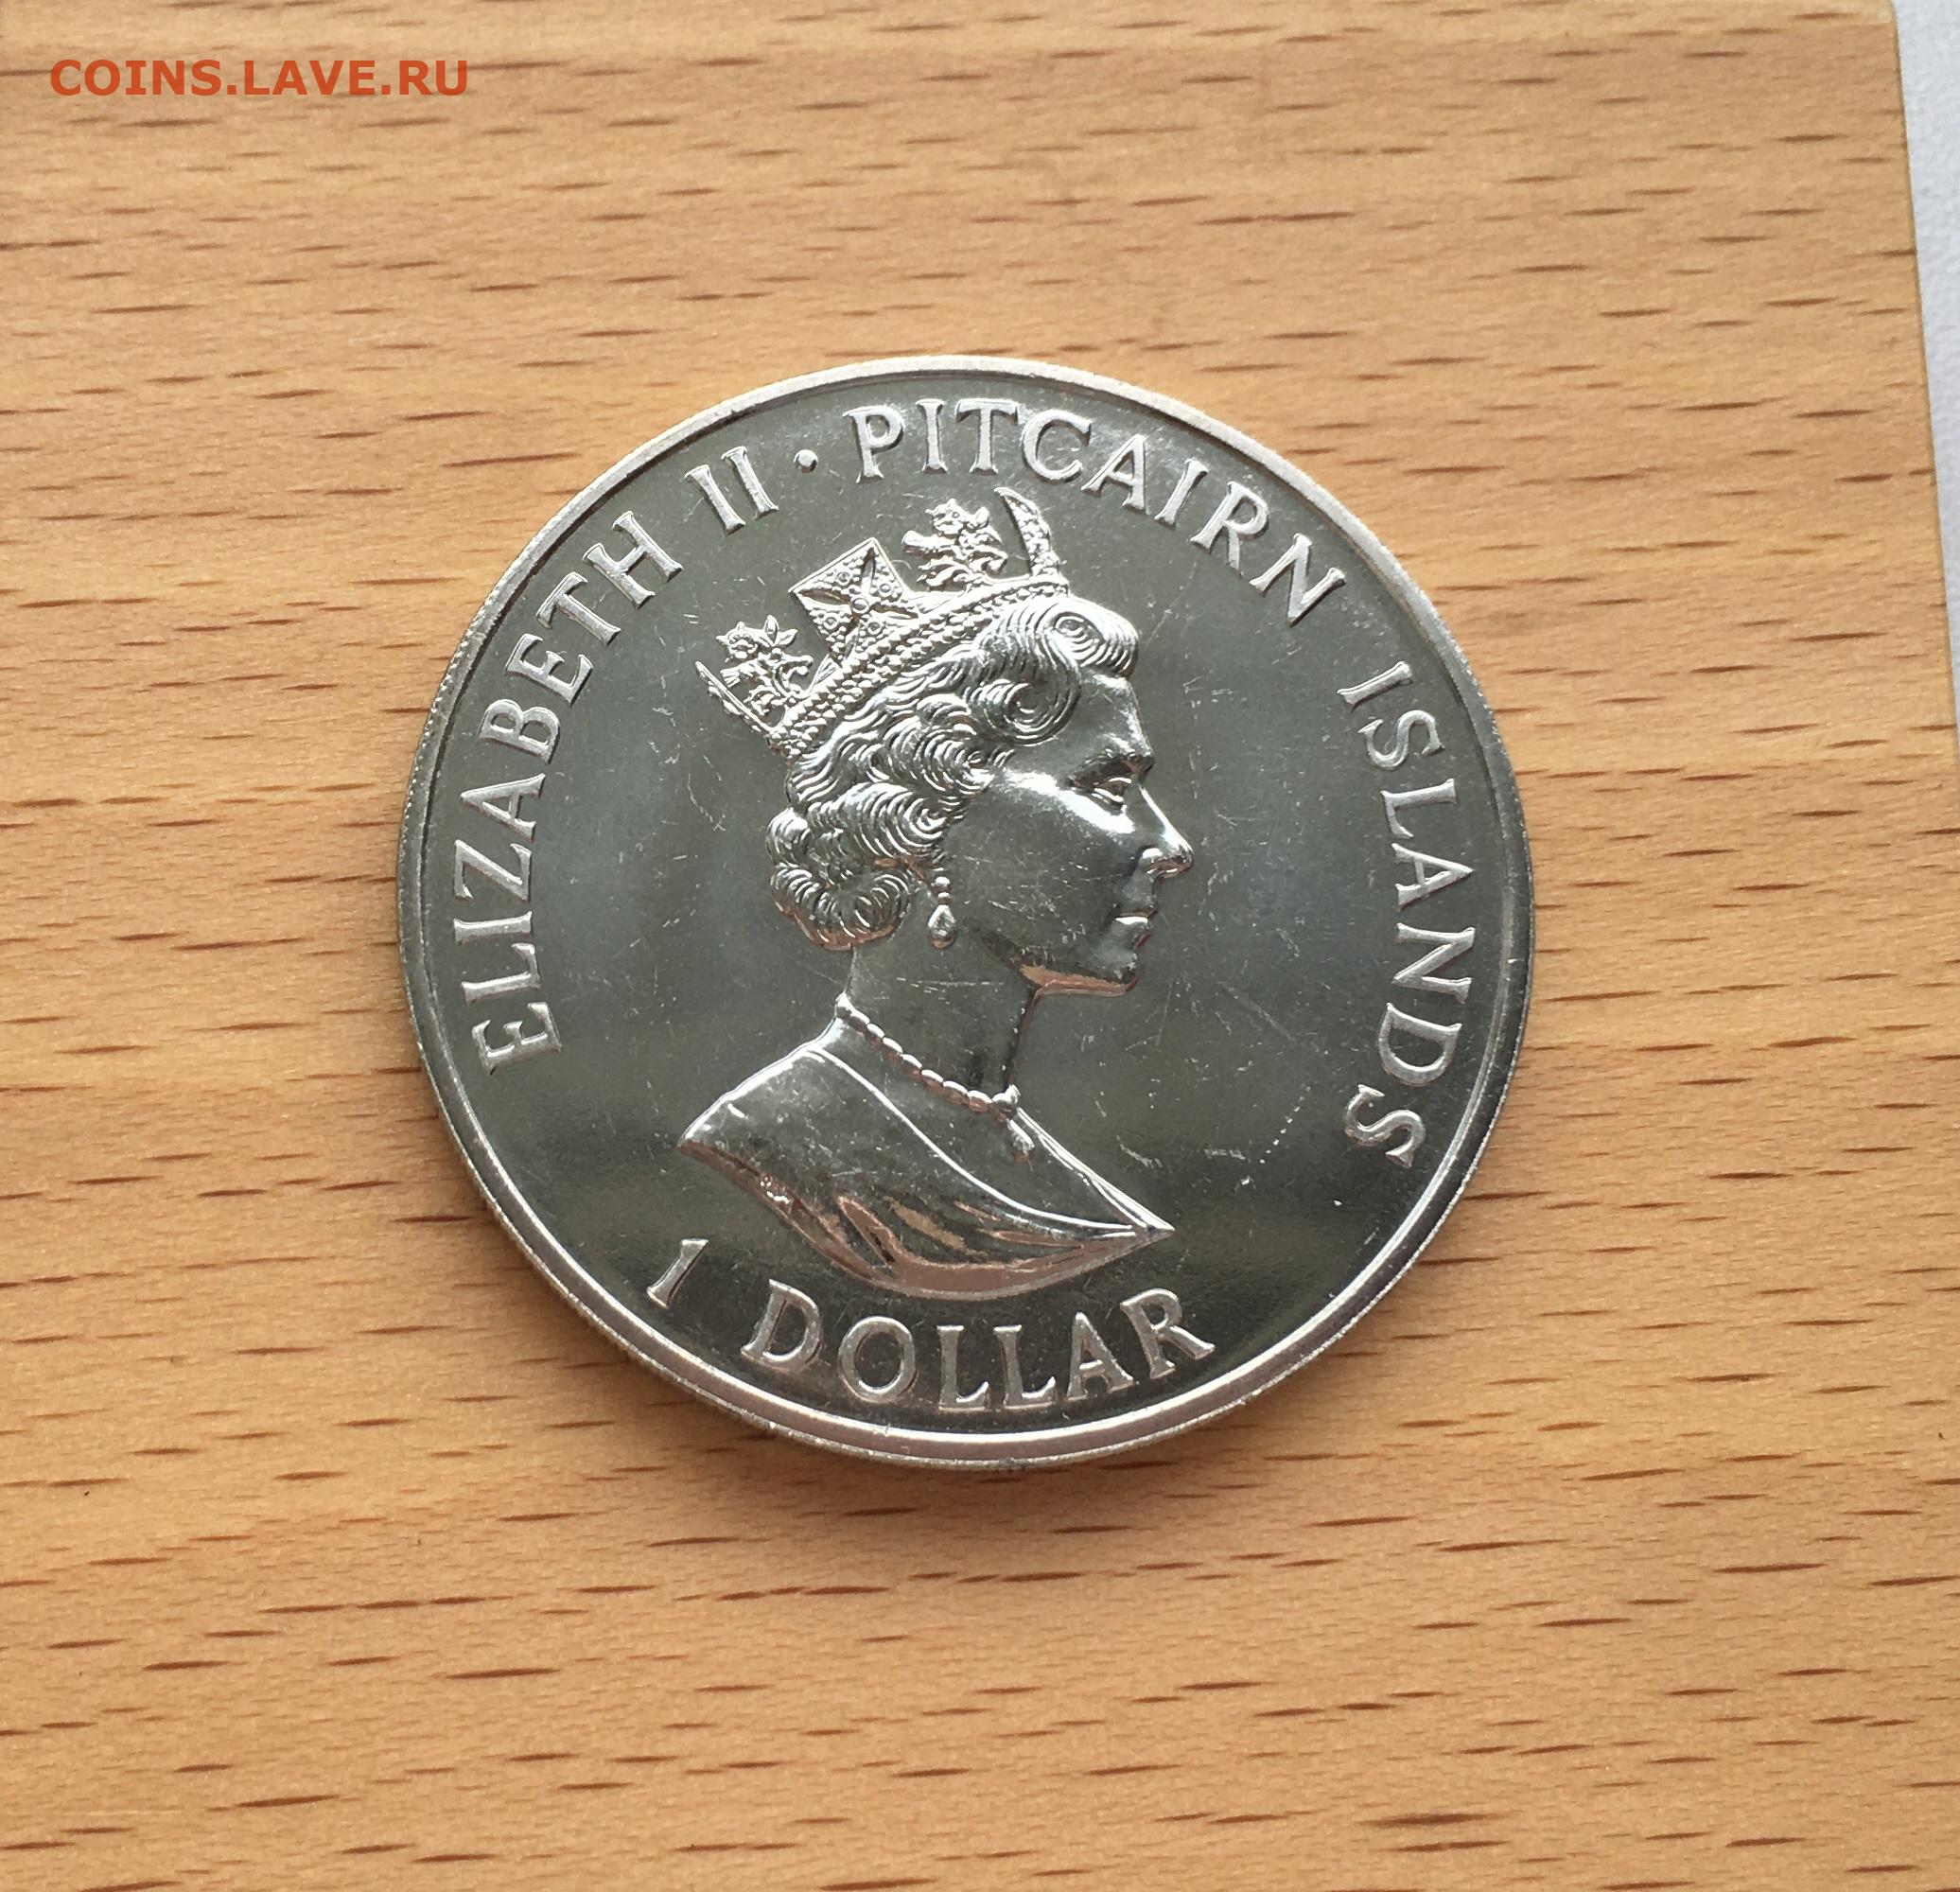 COINS.LAVE.RU
ELIZABETH II · PITCAIRN ISLANDS
1 DOLLAR